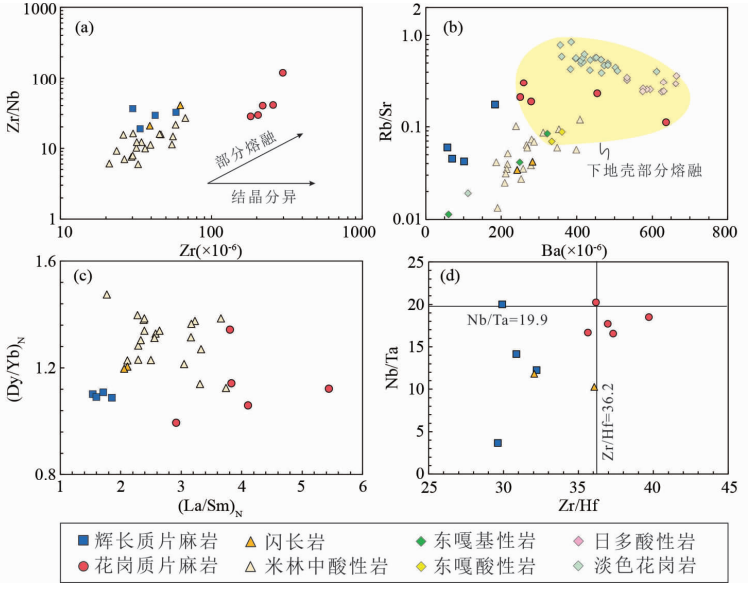 (a)
1000
100
10
1
Zr/Nb
10
100
1000
Zr(×10⁻⁶)
部分熔融
结晶分异
(b)
2.0
1.0
0.1
0.01
Rb/Sr
0
200
400
600
800
Ba(×10⁻⁶)
下地壳部分熔融
(c)
1.6
1.2
0.8
(Dy/Yb)N
1
2
3
4
5
6
(La/Sm)N
(d)
25
20
15
10
5
0
Nb/Ta
Nb/Ta=19.9
Zr/Hf=36.2
25
30
35
40
45
Zr/Hf
辉长质片麻岩 闪长岩 东嘎基性岩 日多酸性岩
花岗质片麻岩 米林中酸性岩 东嘎酸性岩 淡色花岗岩